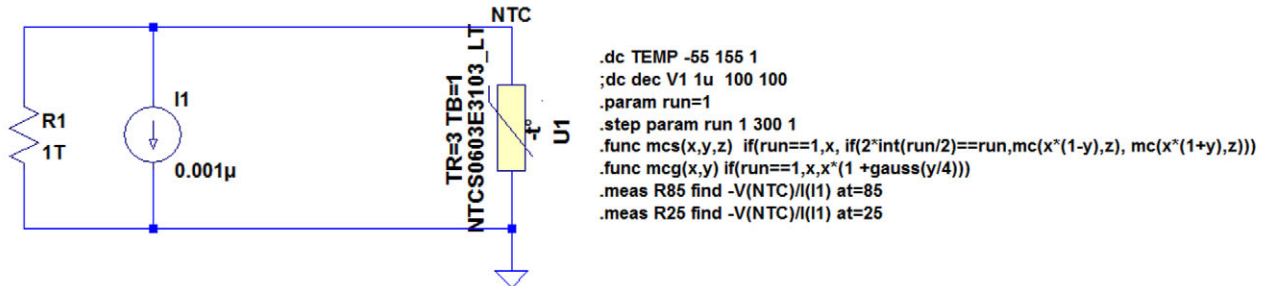 NTC
R1
1T
I1
0.001µ
TR=3 TB=1
NTCS0603E3103_LT
-t°
U1
.dc TEMP -55 155 1
;dc dec V1 1u  100 100
.param run=1
.step param run 1 300 1
.func mcs(x,y,z)  if(run==1,x, if(2*int(run/2)==run,mc(x*(1-y),z), mc(x*(1+y),z)))
.func mcg(x,y) if(run==1,x,x*(1 +gauss(y/4)))
.meas R85 find -V(NTC)/I(I1) at=85
.meas R25 find -V(NTC)/I(I1) at=25